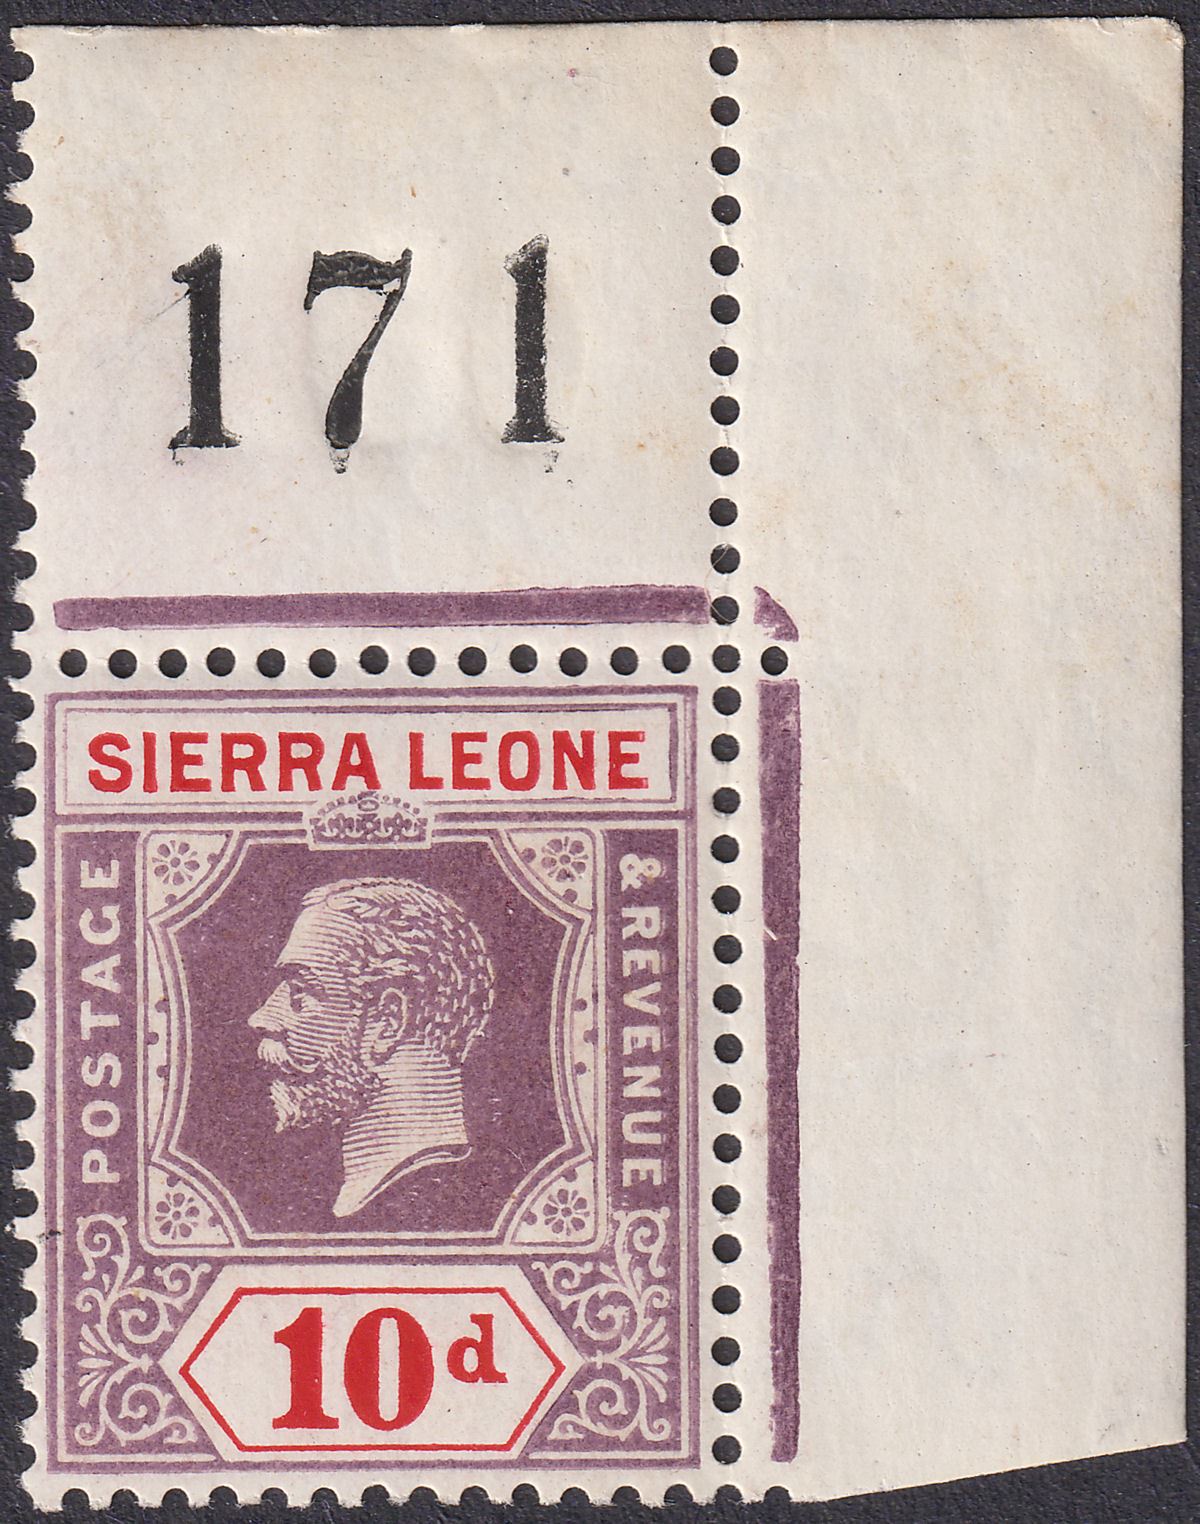 171
SIERRA LEONE
POSTAGE
& REVENUE
10d